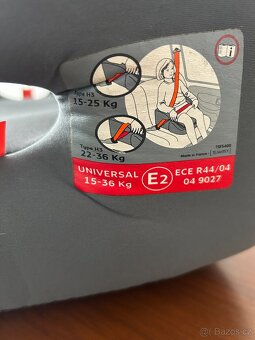 Type H3
15-25 Kg
Type H3
22-36 Kg
Made in France
UNIVERSAL
15-36 Kg
E2
ECE R44/04
04 9027
Bazoš.cz